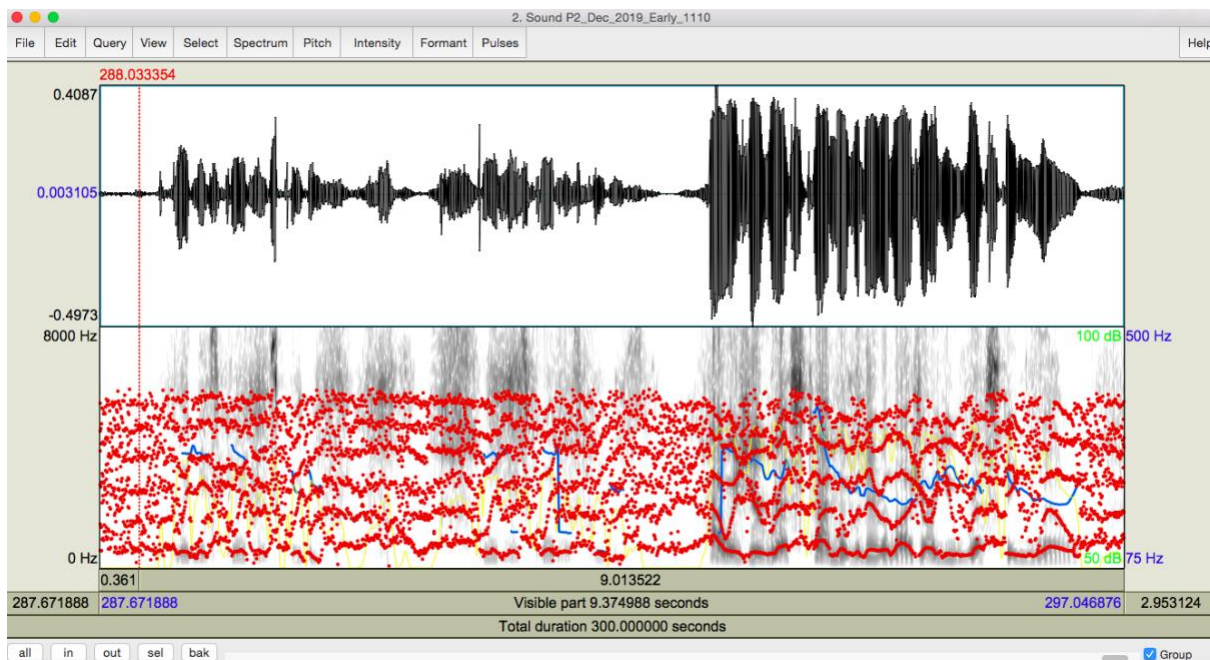 2. Sound P2_Dec_2019_Early_1110
File Edit Query View Select Spectrum Pitch Intensity Formant Pulses Help
288.033354
0.4087
0.003105
-0.4973
8000 Hz 100 dB 500 Hz
0 Hz 50 dB 75 Hz
0.361 9.013522
287.671888 287.671888 Visible part 9.374988 seconds 297.046876 2.953124
Total duration 300.000000 seconds
all in out sel bak Group